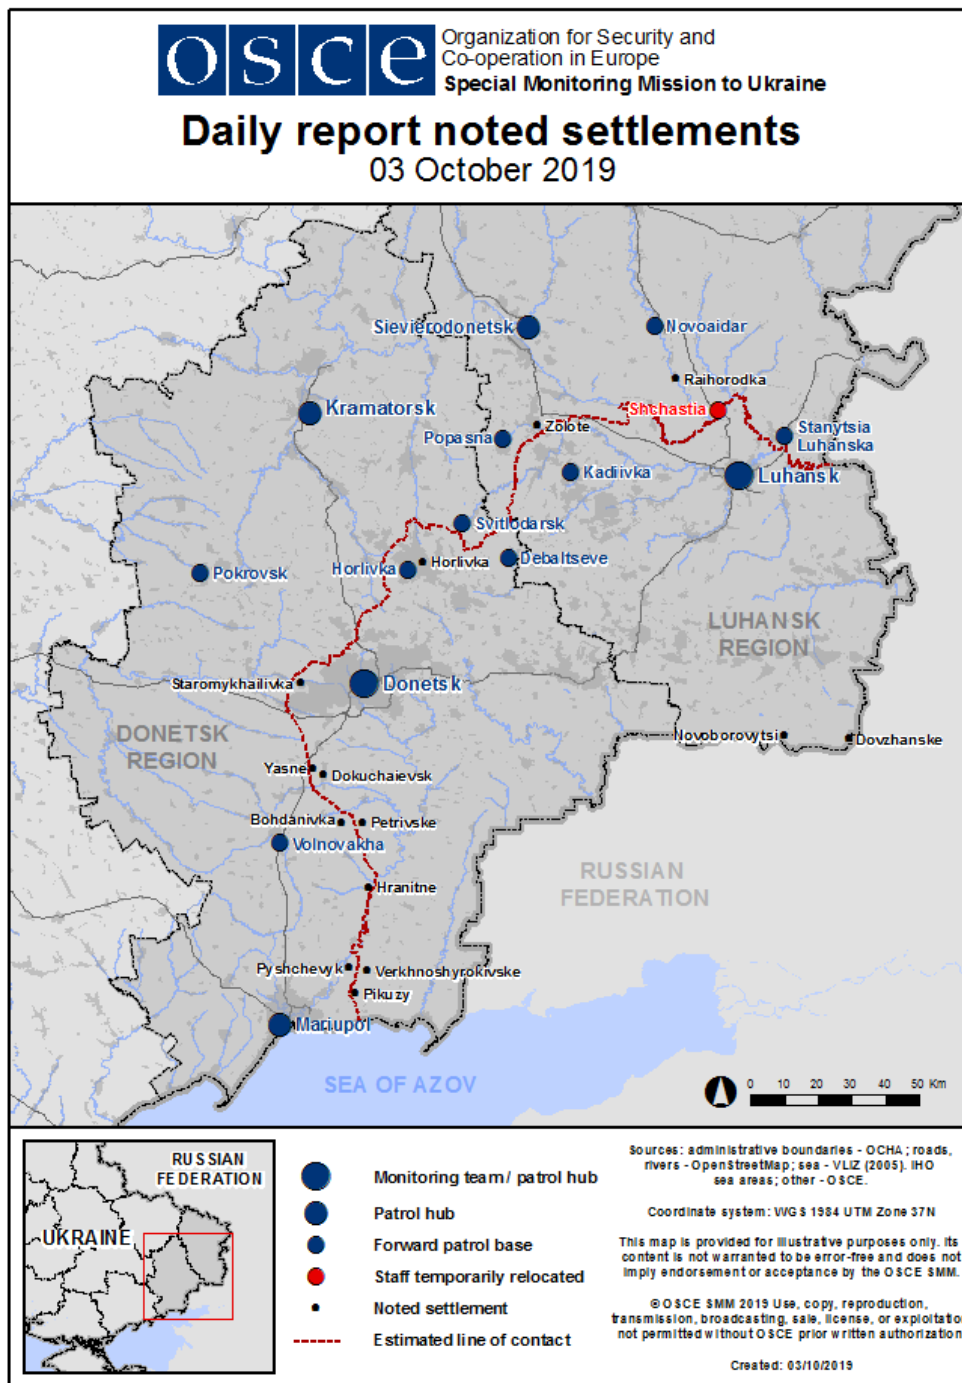 osce
Organization for Security and
Co-operation in Europe
Special Monitoring Mission to Ukraine
Daily report noted settlements
03 October 2019
Sievierodonetsk
Novoaidar
Raihorodka
Kramatorsk
Shchastia
Popasna
Zolote
Stanytsia
Luhanska
Kadiivka
Luhansk
Svitlodarsk
Pokrovsk
Horlivka
Horlivka
Debaltseve
LUHANSK
REGION
Staromykhailivka
Donetsk
DONETSK
REGION
Novoborovytsi
Dovzhanske
Yasne
Dokuchaievsk
Bohdanivka
Petrivske
Volnovakha
RUSSIAN
FEDERATION
Hranitne
Pyshchevyk
Verkhnoshyrokivske
Pikuzy
Mariupol
SEA OF AZOV
0 10 20 30 40 50 Km
RUSSIAN
FEDERATION
UKRAINE
Monitoring team / patrol hub
Patrol hub
Forward patrol base
Staff temporarily relocated
Noted settlement
Estimated line of contact
Sources: administrative boundaries - OCHA; roads,
rivers - OpenStreetMap; sea - VLIZ (2005). IHO
sea areas; other - OSCE.
Coordinate system: WGS 1984 UTM Zone 37N
This map is provided for illustrative purposes only. Its
content is not warranted to be error-free and does not
imply endorsement or acceptance by the OSCE SMM.
© OSCE SMM 2019 Use, copy, reproduction,
transmission, broadcasting, sale, license, or exploitation
not permitted without OSCE prior written authorization
Created: 03/10/2019